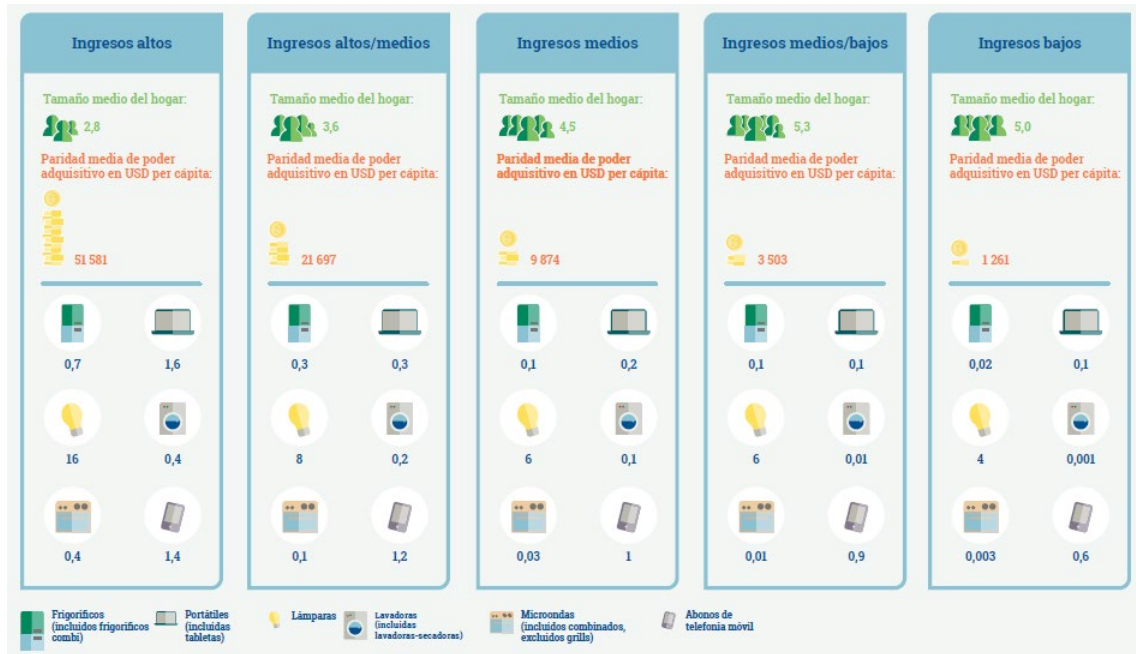 Ingresos altos
Tamaño medio del hogar:
2,8
Paridad media de poder
adquisitivo en USD per cápita:
51 581
0,7 1,6
16 0,4
0,4 1,4
Ingresos altos/medios
Tamaño medio del hogar:
3,6
Paridad media de poder
adquisitivo en USD per cápita:
21 697
0,3 0,3
8 0,2
0,1 1,2
Ingresos medios
Tamaño medio del hogar:
4,5
Paridad media de poder
adquisitivo en USD per cápita:
9 874
0,1 0,2
6 0,1
0,03 1
Ingresos medios/bajos
Tamaño medio del hogar:
5,3
Paridad media de poder
adquisitivo en USD per cápita:
3 503
0,1 0,1
6 0,01
0,01 0,9
Ingresos bajos
Tamaño medio del hogar:
5,0
Paridad media de poder
adquisitivo en USD per cápita:
1 261
0,02 0,1
4 0,001
0,003 0,6
Frigoríficos
(incluidos frigoríficos
combi)
Portátiles
(incluidas
tabletas)
Lámparas
Lavadoras
(incluidas
lavadoras-secadoras)
Microondas
(incluidos combinados,
excluidos grills)
Abonos de
telefonía móvil